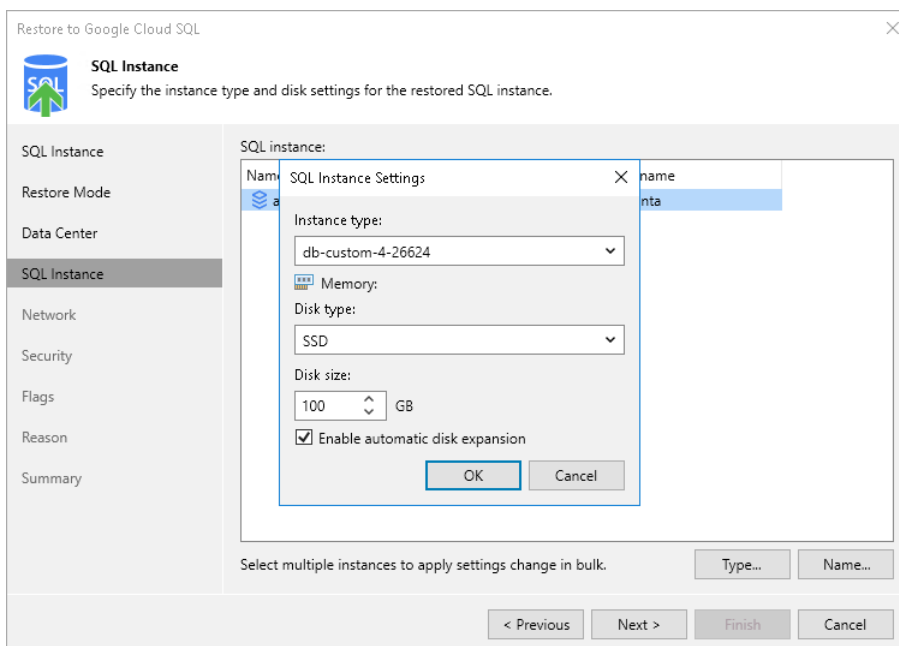 Restore to Google Cloud SQL
SQL Instance
Specify the instance type and disk settings for the restored SQL instance.
SQL Instance
Restore Mode
Data Center
SQL Instance
Network
Security
Flags
Reason
Summary
SQL instance:
SQL Instance Settings
Instance type:
db-custom-4-26624
Memory:
Disk type:
SSD
Disk size:
100 GB
Enable automatic disk expansion
OK Cancel
Select multiple instances to apply settings change in bulk. Type... Name...
< Previous Next > Finish Cancel